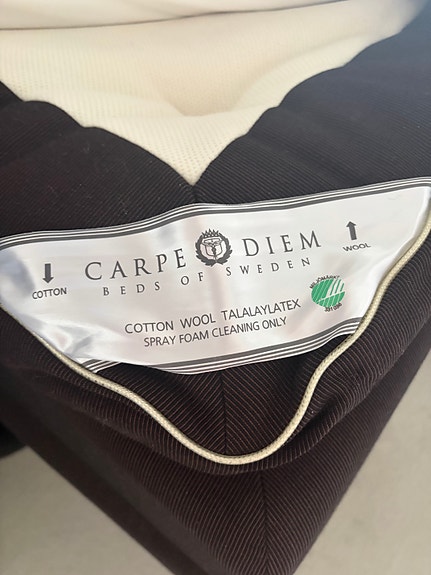 CARPE DIEM
BEDS OF SWEDEN
COTTON
WOOL
COTTON WOOL TALALAYLATEX
SPRAY FOAM CLEANING ONLY